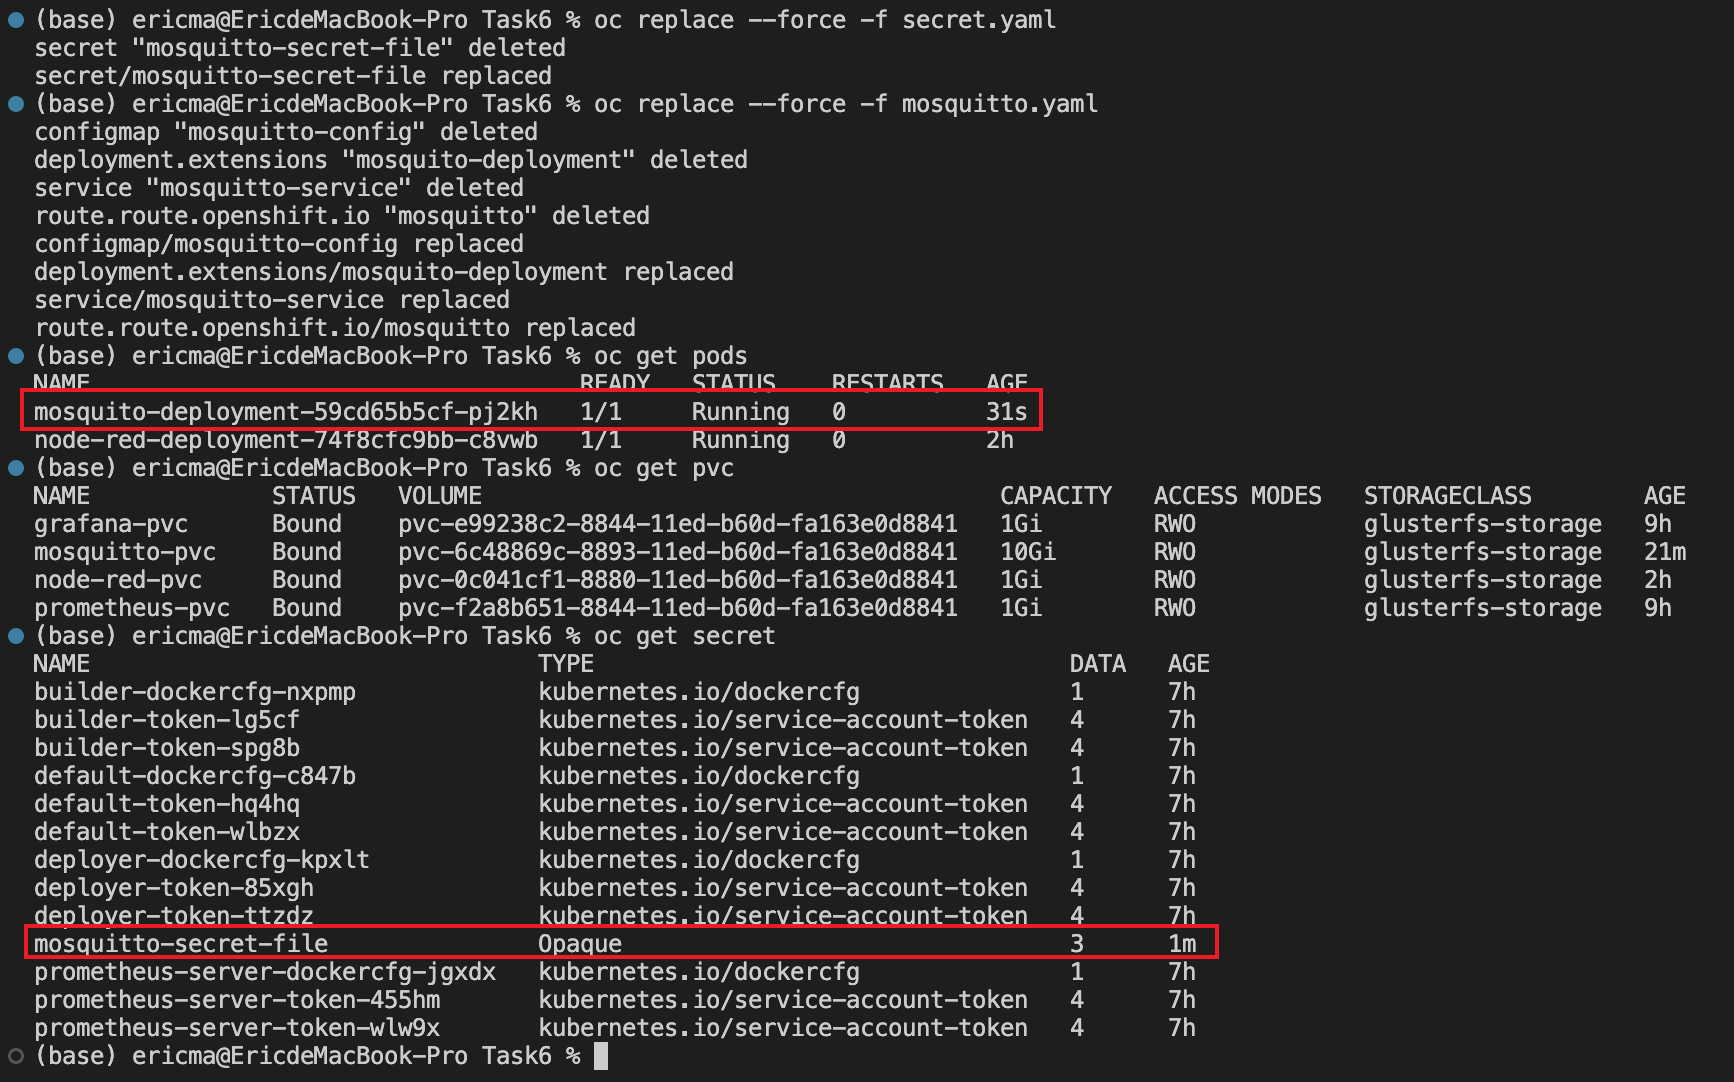 (base) ericma@EricdeMacBook-Pro Task6 % oc replace --force -f secret.yaml
secret "mosquitto-secret-file" deleted
secret/mosquitto-secret-file replaced
(base) ericma@EricdeMacBook-Pro Task6 % oc replace --force -f mosquitto.yaml
configmap "mosquitto-config" deleted
deployment.extensions "mosquito-deployment" deleted
service "mosquitto-service" deleted
route.route.openshift.io "mosquitto" deleted
configmap/mosquitto-config replaced
deployment.extensions/mosquito-deployment replaced
service/mosquitto-service replaced
route.route.openshift.io/mosquitto replaced
(base) ericma@EricdeMacBook-Pro Task6 % oc get pods
NAME READY STATUS RESTARTS AGE
mosquito-deployment-59cd65b5cf-pj2kh 1/1 Running 0 31s
node-red-deployment-74f8cfc9bb-c8vwb 1/1 Running 0 2h
(base) ericma@EricdeMacBook-Pro Task6 % oc get pvc
NAME STATUS VOLUME CAPACITY ACCESS MODES STORAGECLASS AGE
grafana-pvc Bound pvc-e99238c2-8844-11ed-b60d-fa163e0d8841 1Gi RWO glusterfs-storage 9h
mosquitto-pvc Bound pvc-6c48869c-8893-11ed-b60d-fa163e0d8841 10Gi RWO glusterfs-storage 21m
node-red-pvc Bound pvc-0c041cf1-8880-11ed-b60d-fa163e0d8841 1Gi RWO glusterfs-storage 2h
prometheus-pvc Bound pvc-f2a8b651-8844-11ed-b60d-fa163e0d8841 1Gi RWO glusterfs-storage 9h
(base) ericma@EricdeMacBook-Pro Task6 % oc get secret
NAME TYPE DATA AGE
builder-dockercfg-nxpmp kubernetes.io/dockercfg 1 7h
builder-token-lg5cf kubernetes.io/service-account-token 4 7h
builder-token-spg8b kubernetes.io/service-account-token 4 7h
default-dockercfg-c847b kubernetes.io/dockercfg 1 7h
default-token-hq4hq kubernetes.io/service-account-token 4 7h
default-token-wlbzx kubernetes.io/service-account-token 4 7h
deployer-dockercfg-kpxlt kubernetes.io/dockercfg 1 7h
deployer-token-85xgh kubernetes.io/service-account-token 4 7h
deployer-token-ttzdz kubernetes.io/service-account-token 4 7h
mosquitto-secret-file Opaque 3 1m
prometheus-server-dockercfg-jgxdx kubernetes.io/dockercfg 1 7h
prometheus-server-token-455hm kubernetes.io/service-account-token 4 7h
prometheus-server-token-wlw9x kubernetes.io/service-account-token 4 7h
(base) ericma@EricdeMacBook-Pro Task6 %